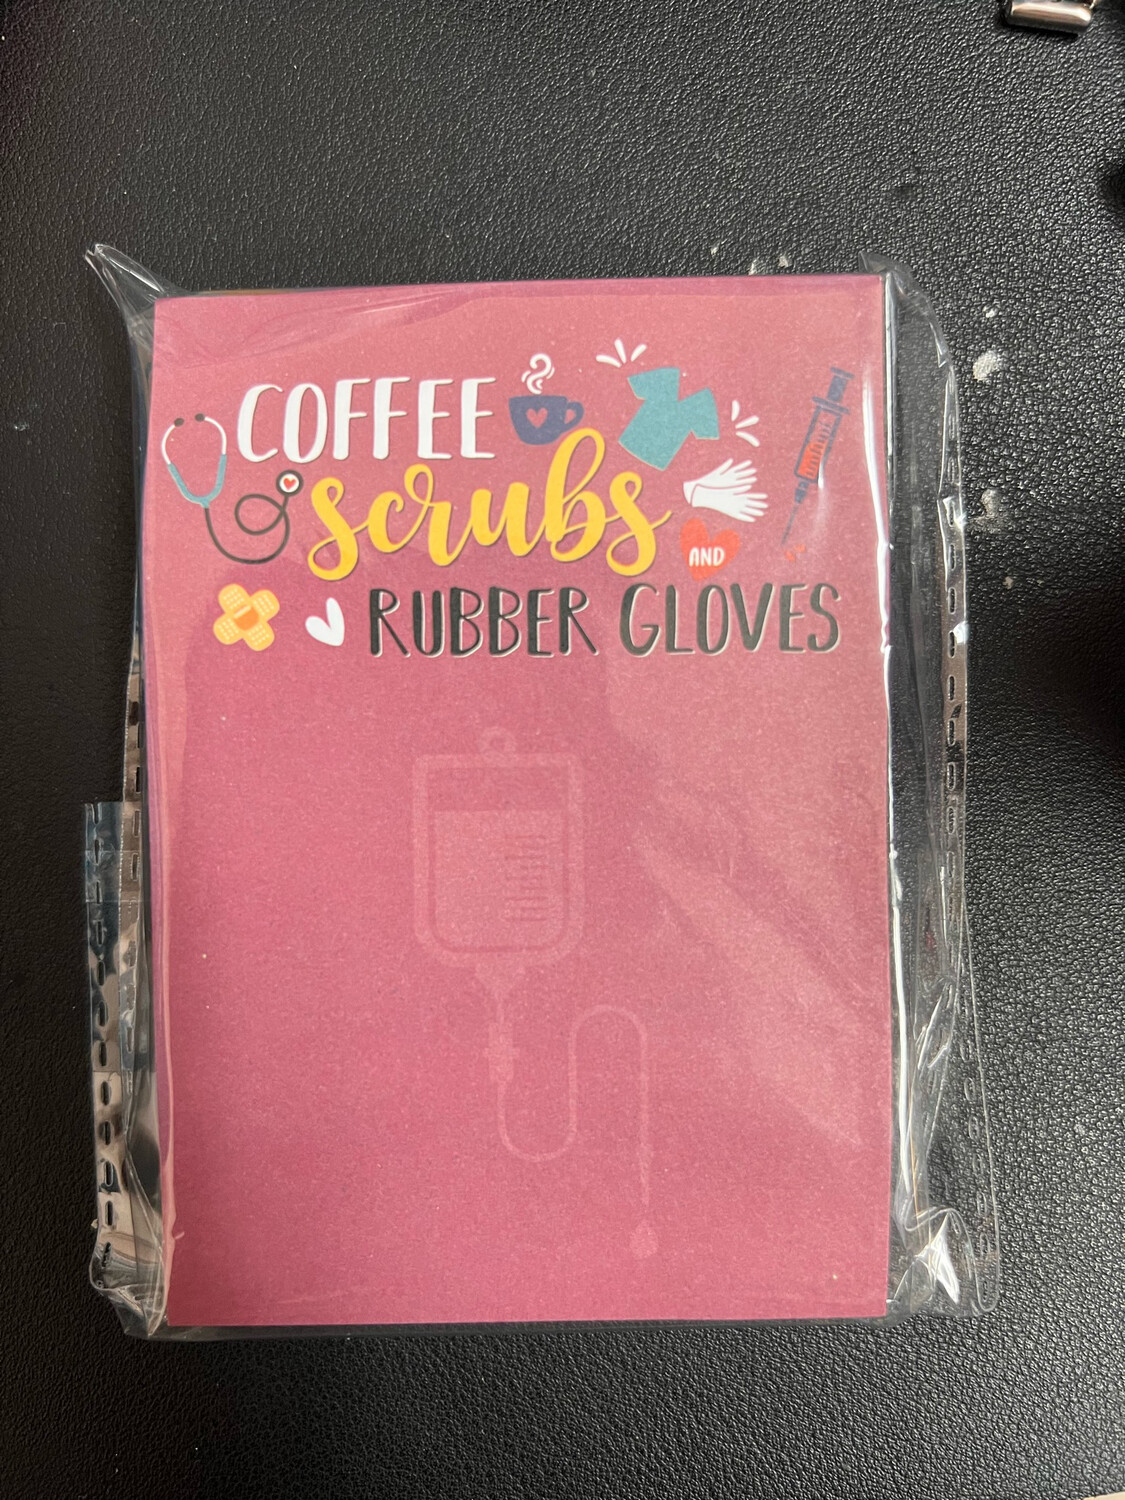 COFFEE
scrubs
AND
RUBBER GLOVES